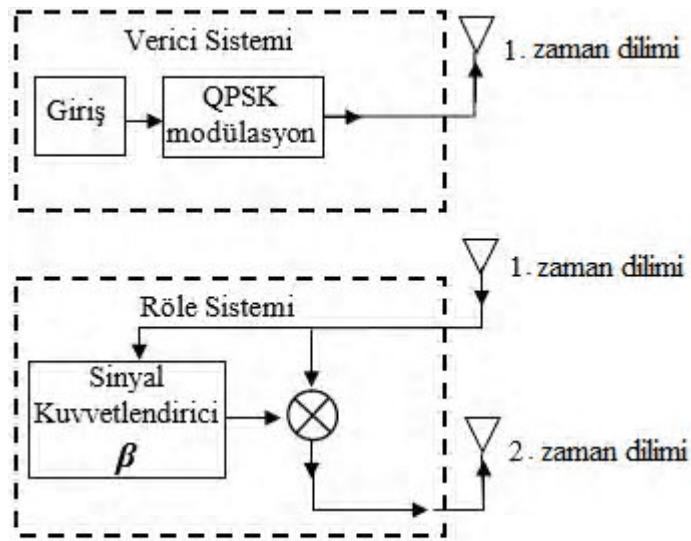 Verici Sistemi
1. zaman dilimi
Giriş
QPSK
modülasyon
1. zaman dilimi
Röle Sistemi
Sinyal
Kuvvetlendirici
β
2. zaman dilimi